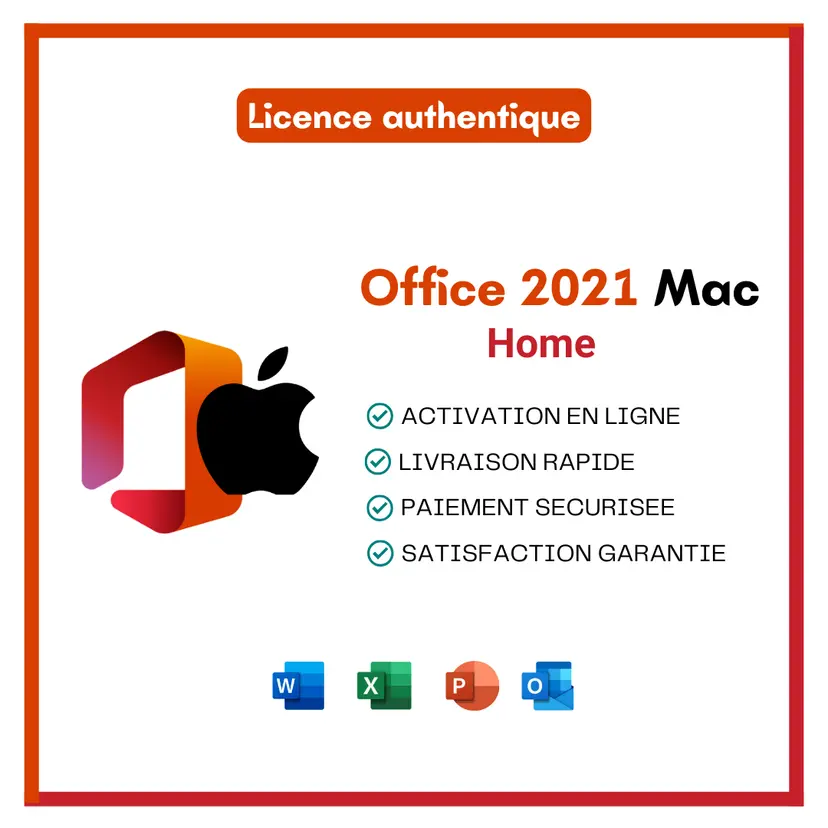 Licence authentique
Office 2021 Mac
Home
ACTIVATION EN LIGNE
LIVRAISON RAPIDE
PAIEMENT SECURISEE
SATISFACTION GARANTIE
W X P O